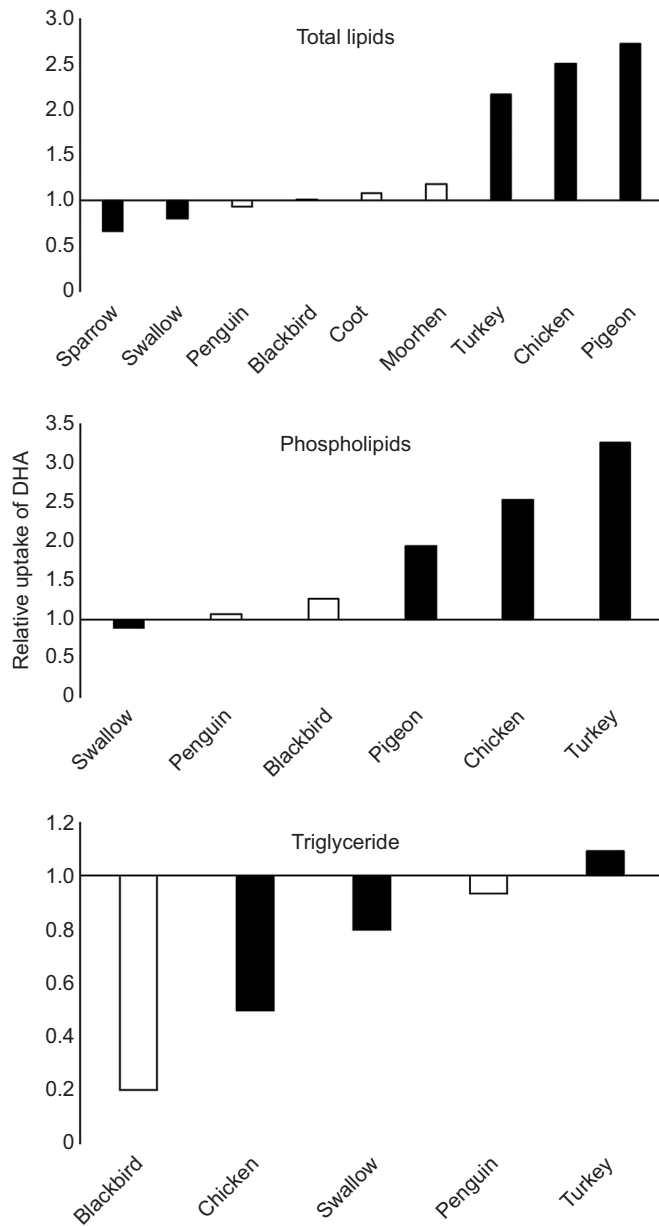 Total lipids
3.0
2.5
2.0
1.5
1.0
0.5
0
Sparrow
Swallow
Penguin
Blackbird
Coot
Moorhen
Turkey
Chicken
Pigeon
Relative uptake of DHA
Phospholipids
3.5
3.0
2.5
2.0
1.5
1.0
0.5
0
Swallow
Penguin
Blackbird
Pigeon
Chicken
Turkey
Triglyceride
1.2
1.0
0.8
0.6
0.4
0.2
0
Blackbird
Chicken
Swallow
Penguin
Turkey